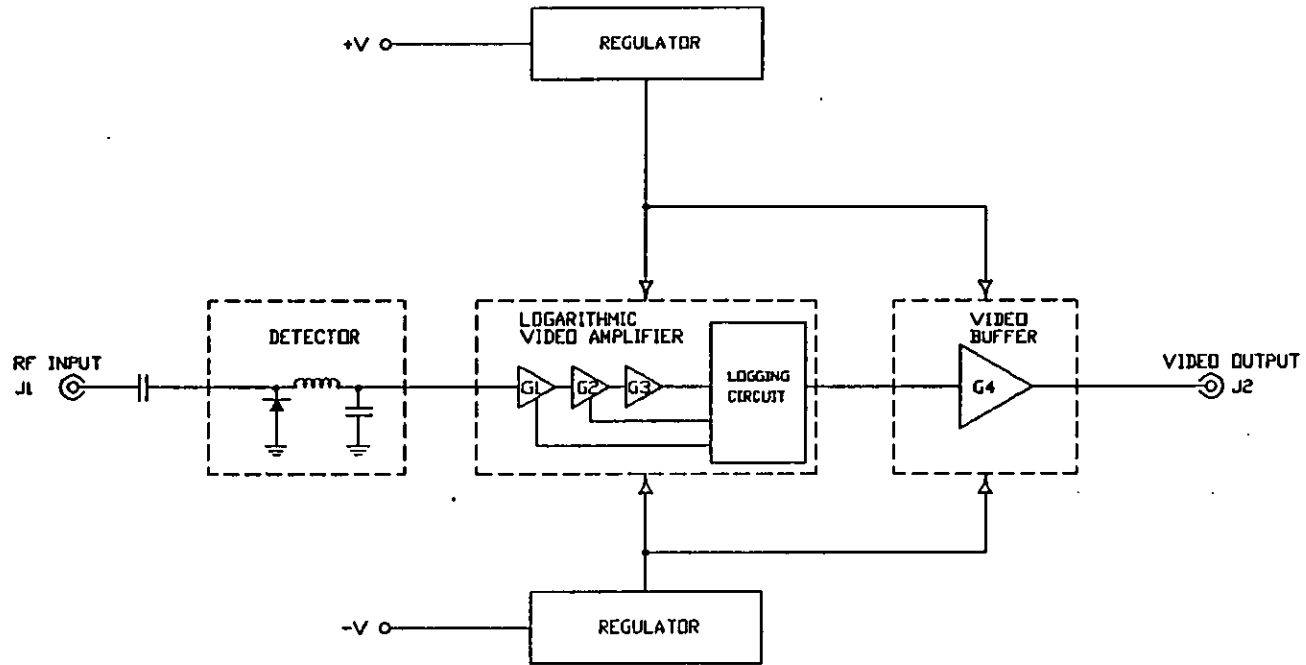 +V
REGULATOR
DETECTOR
LOGARITHMIC
VIDEO AMPLIFIER
VIDEO
BUFFER
RF INPUT
J1
G1
G2
G3
LOGGING
CIRCUIT
G4
VIDEO OUTPUT
J2
-V
REGULATOR